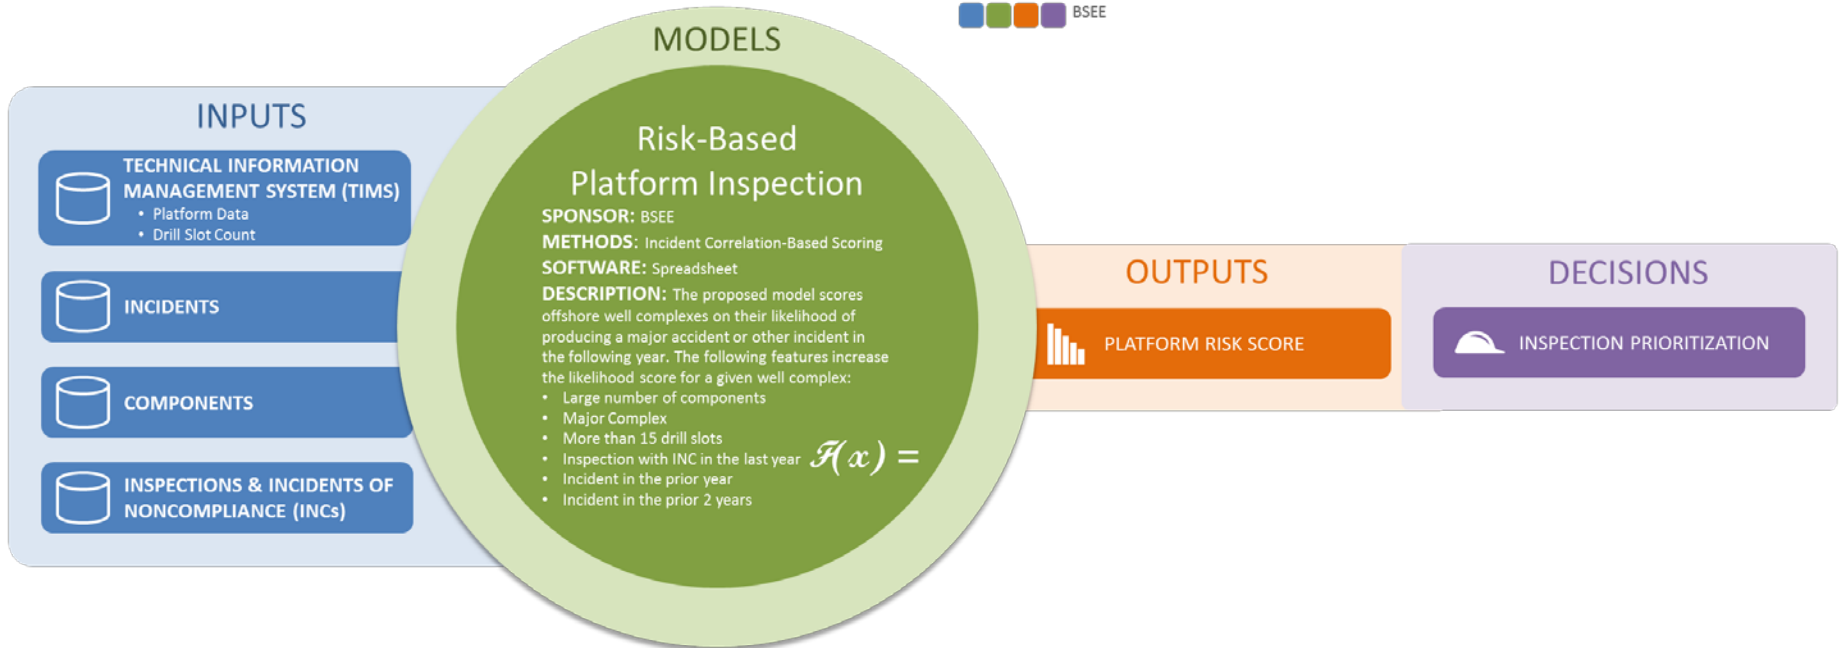 BSEE
MODELS
INPUTS
TECHNICAL INFORMATION
MANAGEMENT SYSTEM (TIMS)
• Platform Data
• Drill Slot Count
INCIDENTS
COMPONENTS
INSPECTIONS & INCIDENTS OF
NONCOMPLIANCE (INCs)
Risk-Based
Platform Inspection
SPONSOR: BSEE
METHODS: Incident Correlation-Based Scoring
SOFTWARE: Spreadsheet
DESCRIPTION: The proposed model scores
offshore well complexes on their likelihood of
producing a major accident or other incident in
the following year. The following features increase
the likelihood score for a given well complex:
• Large number of components
• Major Complex
• More than 15 drill slots
• Inspection with INC in the last year
• Incident in the prior year
• Incident in the prior 2 years
ℱ(x) =
OUTPUTS
PLATFORM RISK SCORE
DECISIONS
INSPECTION PRIORITIZATION